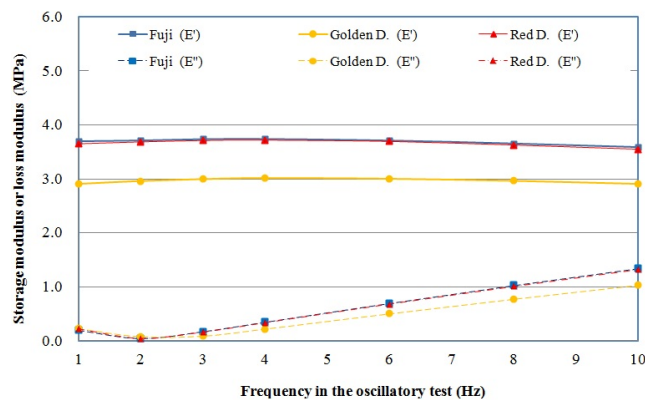 6.0
5.0
4.0
3.0
2.0
1.0
0.0
Storage modulus or loss modulus (MPa)
Fuji (E') Golden D. (E') Red D. (E')
Fuji (E'') Golden D. (E'') Red D. (E'')
1 2 3 4 5 6 7 8 9 10
Frequency in the oscillatory test (Hz)